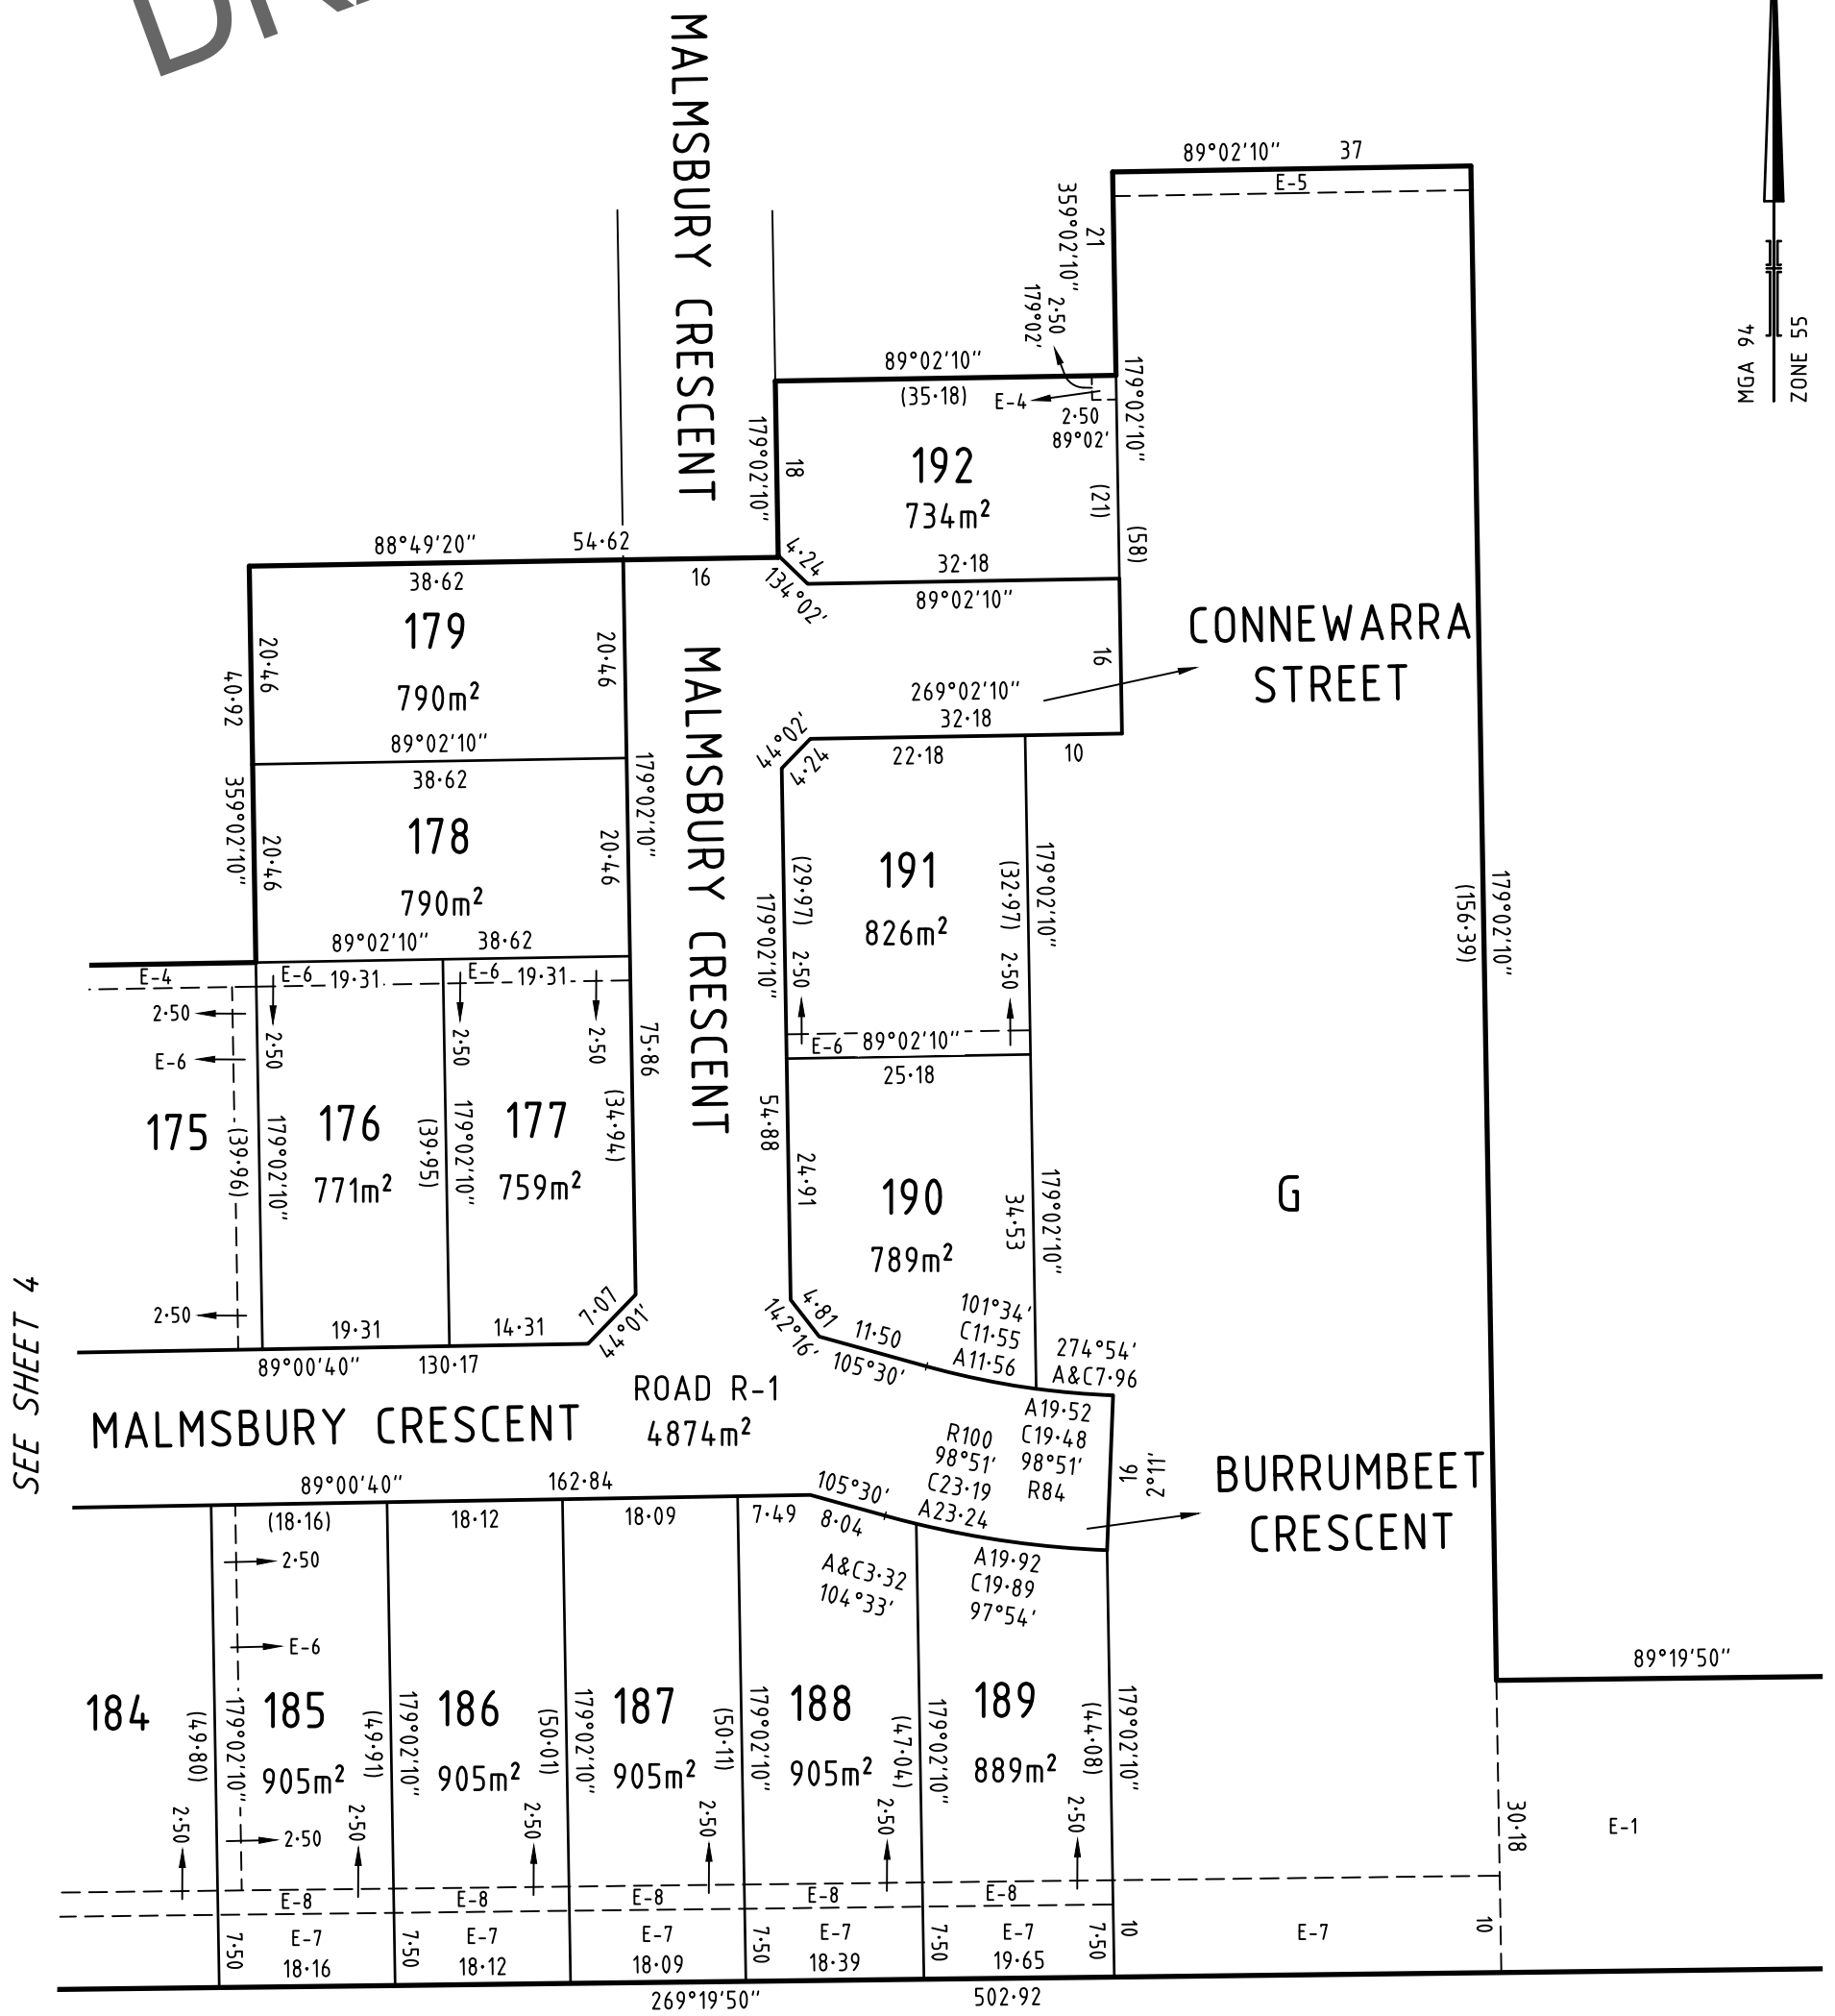 MALMSBURY CRESCENT
ZONE 55
MGA 94
89°02'10" 37
E-5
359°02'10"
21
2·50
179°02'
89°02'10"
(35·18)
E-4
2·50
89°02'
179°02'10"
18
192
734m²
179°02'10"
(21)
(58)
4·24
134°02'
32·18
89°02'10"
88°49'20" 54·62
38·62
16
179
790m²
20·46
20·46
40·92
359°02'10"
89°02'10"
38·62
178
790m²
20·46
20·46
179°02'10"
75·86
89°02'10" 38·62
MALMSBURY CRESCENT
CONNEWARRA
STREET
16
269°02'10"
32·18
44°02'
4·24
22·18
10
191
826m²
(29·97) 2·50
(32·97) 2·50
179°02'10"
179°02'10"
54·88
E-6 89°02'10"
25·18
190
789m²
24·91
34·53
179°02'10"
4·81
142°16'
11·50
105°30'
101°34'
C11·55
A11·56
274°54'
A&C7·96
G
179°02'10"
(156·39)
E-4
E-6 19·31
E-6 19·31
2·50
E-6
2·50
2·50
2·50
2·50
175
(39·96)
176
771m²
179°02'10"
(39·95)
177
759m²
179°02'10"
(34·94)
7·07
44°01'
19·31
14·31
89°00'40" 130·17
SEE SHEET 4
MALMSBURY CRESCENT
ROAD R-1
4874m²
A19·52
C19·48
98°51'
R84
R100
98°51'
C23·19
A23·24
16
2°11'
BURRUMBEET
CRESCENT
89°00'40" 162·84
105°30'
(18·16)
18·12
18·09
7·49
8·04
A&C3·32
104°33'
A19·92
C19·89
97°54'
2·50
E-6
2·50
184
(49·80)
185
905m²
179°02'10"
(49·91)
186
905m²
179°02'10"
(50·01)
187
905m²
179°02'10"
(50·11)
188
905m²
179°02'10"
(47·04)
189
889m²
179°02'10"
(44·08)
179°02'10"
2·50
2·50
2·50
2·50
2·50
2·50
89°19'50"
30·18
E-1
E-8
E-8
E-8
E-8
E-8
7·50
E-7
18·16
7·50
E-7
18·12
E-7
18·09
7·50
E-7
18·39
7·50
E-7
19·65
7·50
10
E-7
10
269°19'50" 502·92